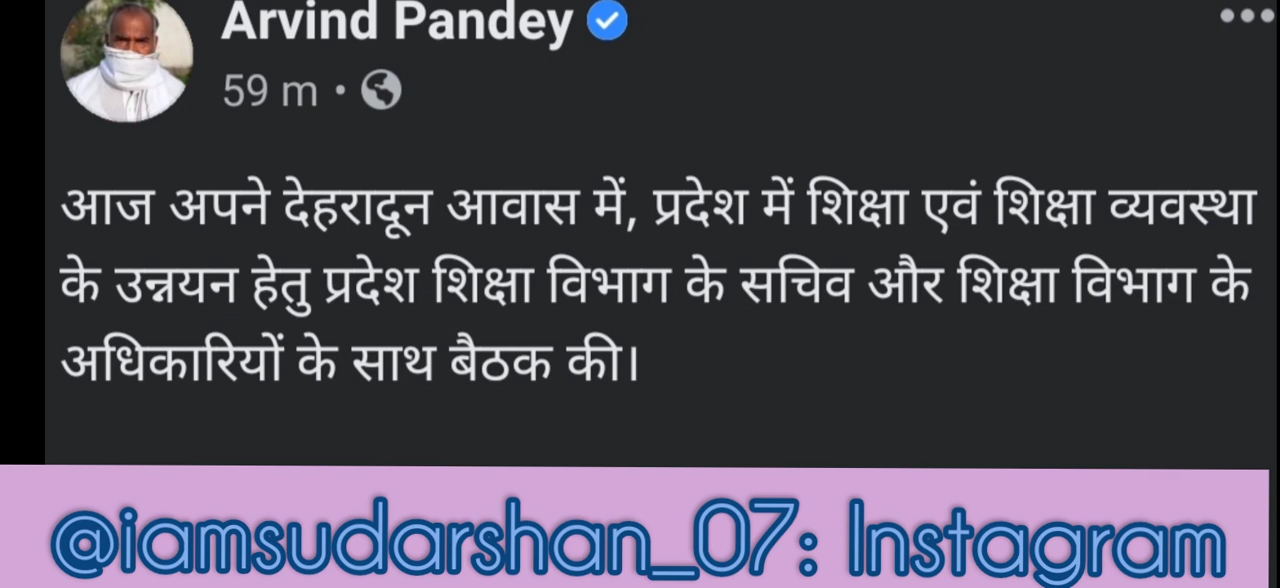 Arvind Pandey
59 m •
आज अपने देहरादून आवास में, प्रदेश में शिक्षा एवं शिक्षा व्यवस्था
के उन्नयन हेतु प्रदेश शिक्षा विभाग के सचिव और शिक्षा विभाग के
अधिकारियों के साथ बैठक की।
@iamsudarshan_07: Instagram